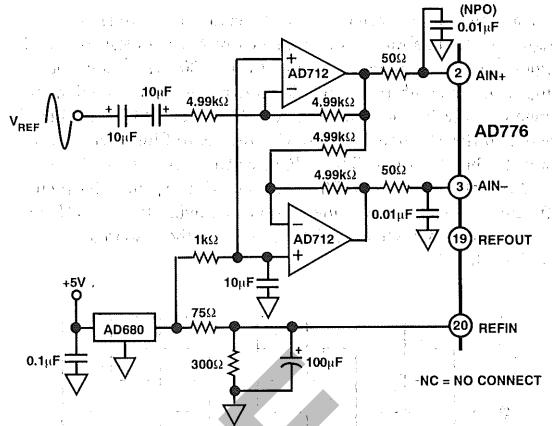 (NPO)
0.01µF
AD712
50Ω
2
AIN+
10µF
4.99kΩ
4.99kΩ
VREF
10µF
AD776
4.99kΩ
4.99kΩ
50Ω
3
AIN–
0.01µF
AD712
1kΩ
10µF
19
REFOUT
+5V
AD680
75Ω
20
REFIN
0.1µF
300Ω
100µF
NC = NO CONNECT